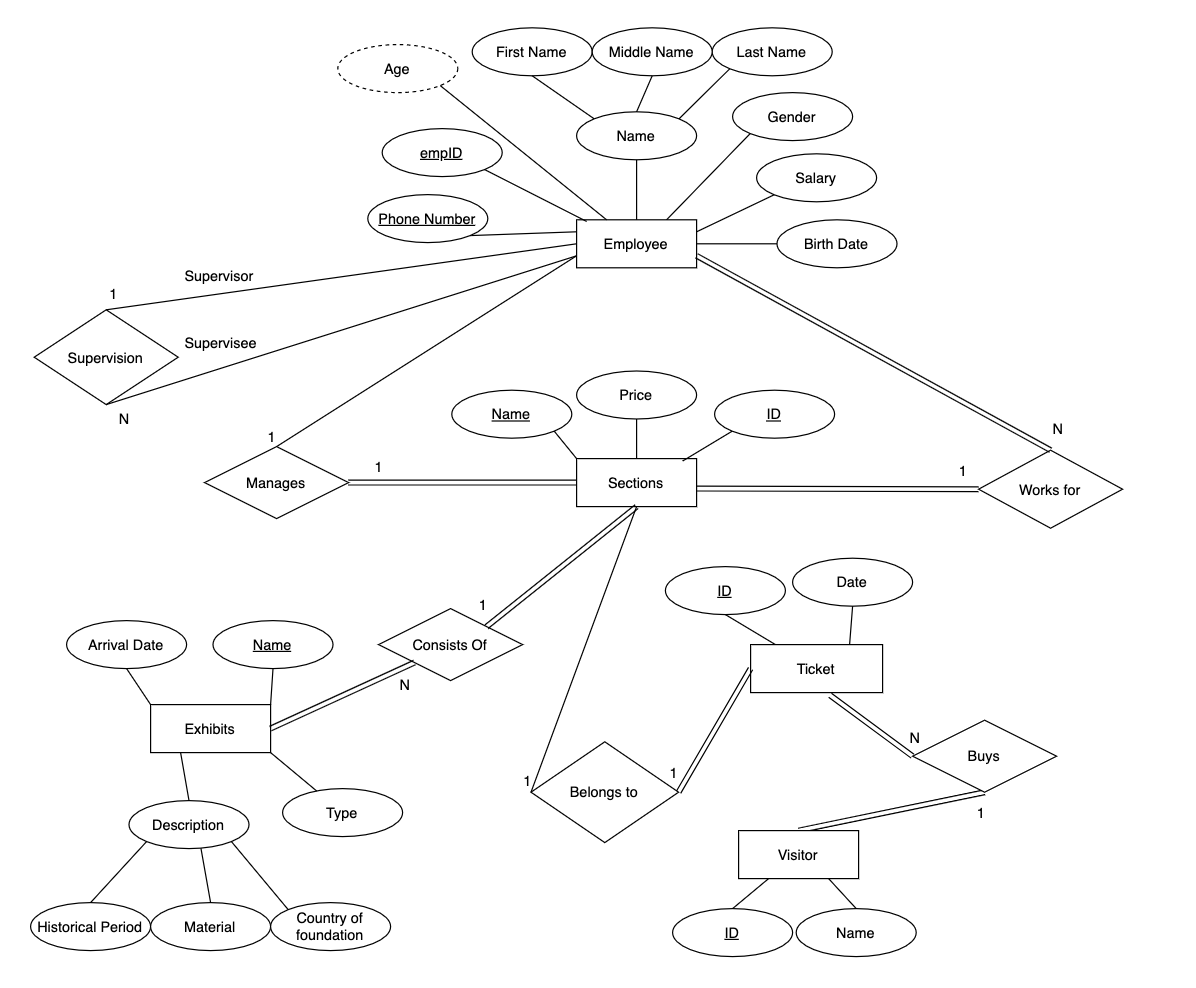 First Name
Middle Name
Last Name
Age
Gender
Name
empID
Salary
Phone Number
Employee
Birth Date
Supervisor
1
Supervisee
Supervision
N
Price
Name
ID
N
1
1
1
Manages
Sections
Works for
ID
Date
1
Arrival Date
Name
Consists Of
Ticket
N
Exhibits
N
Buys
1
1
Belongs to
Type
1
Description
Visitor
Historical Period
Material
Country of
foundation
ID
Name